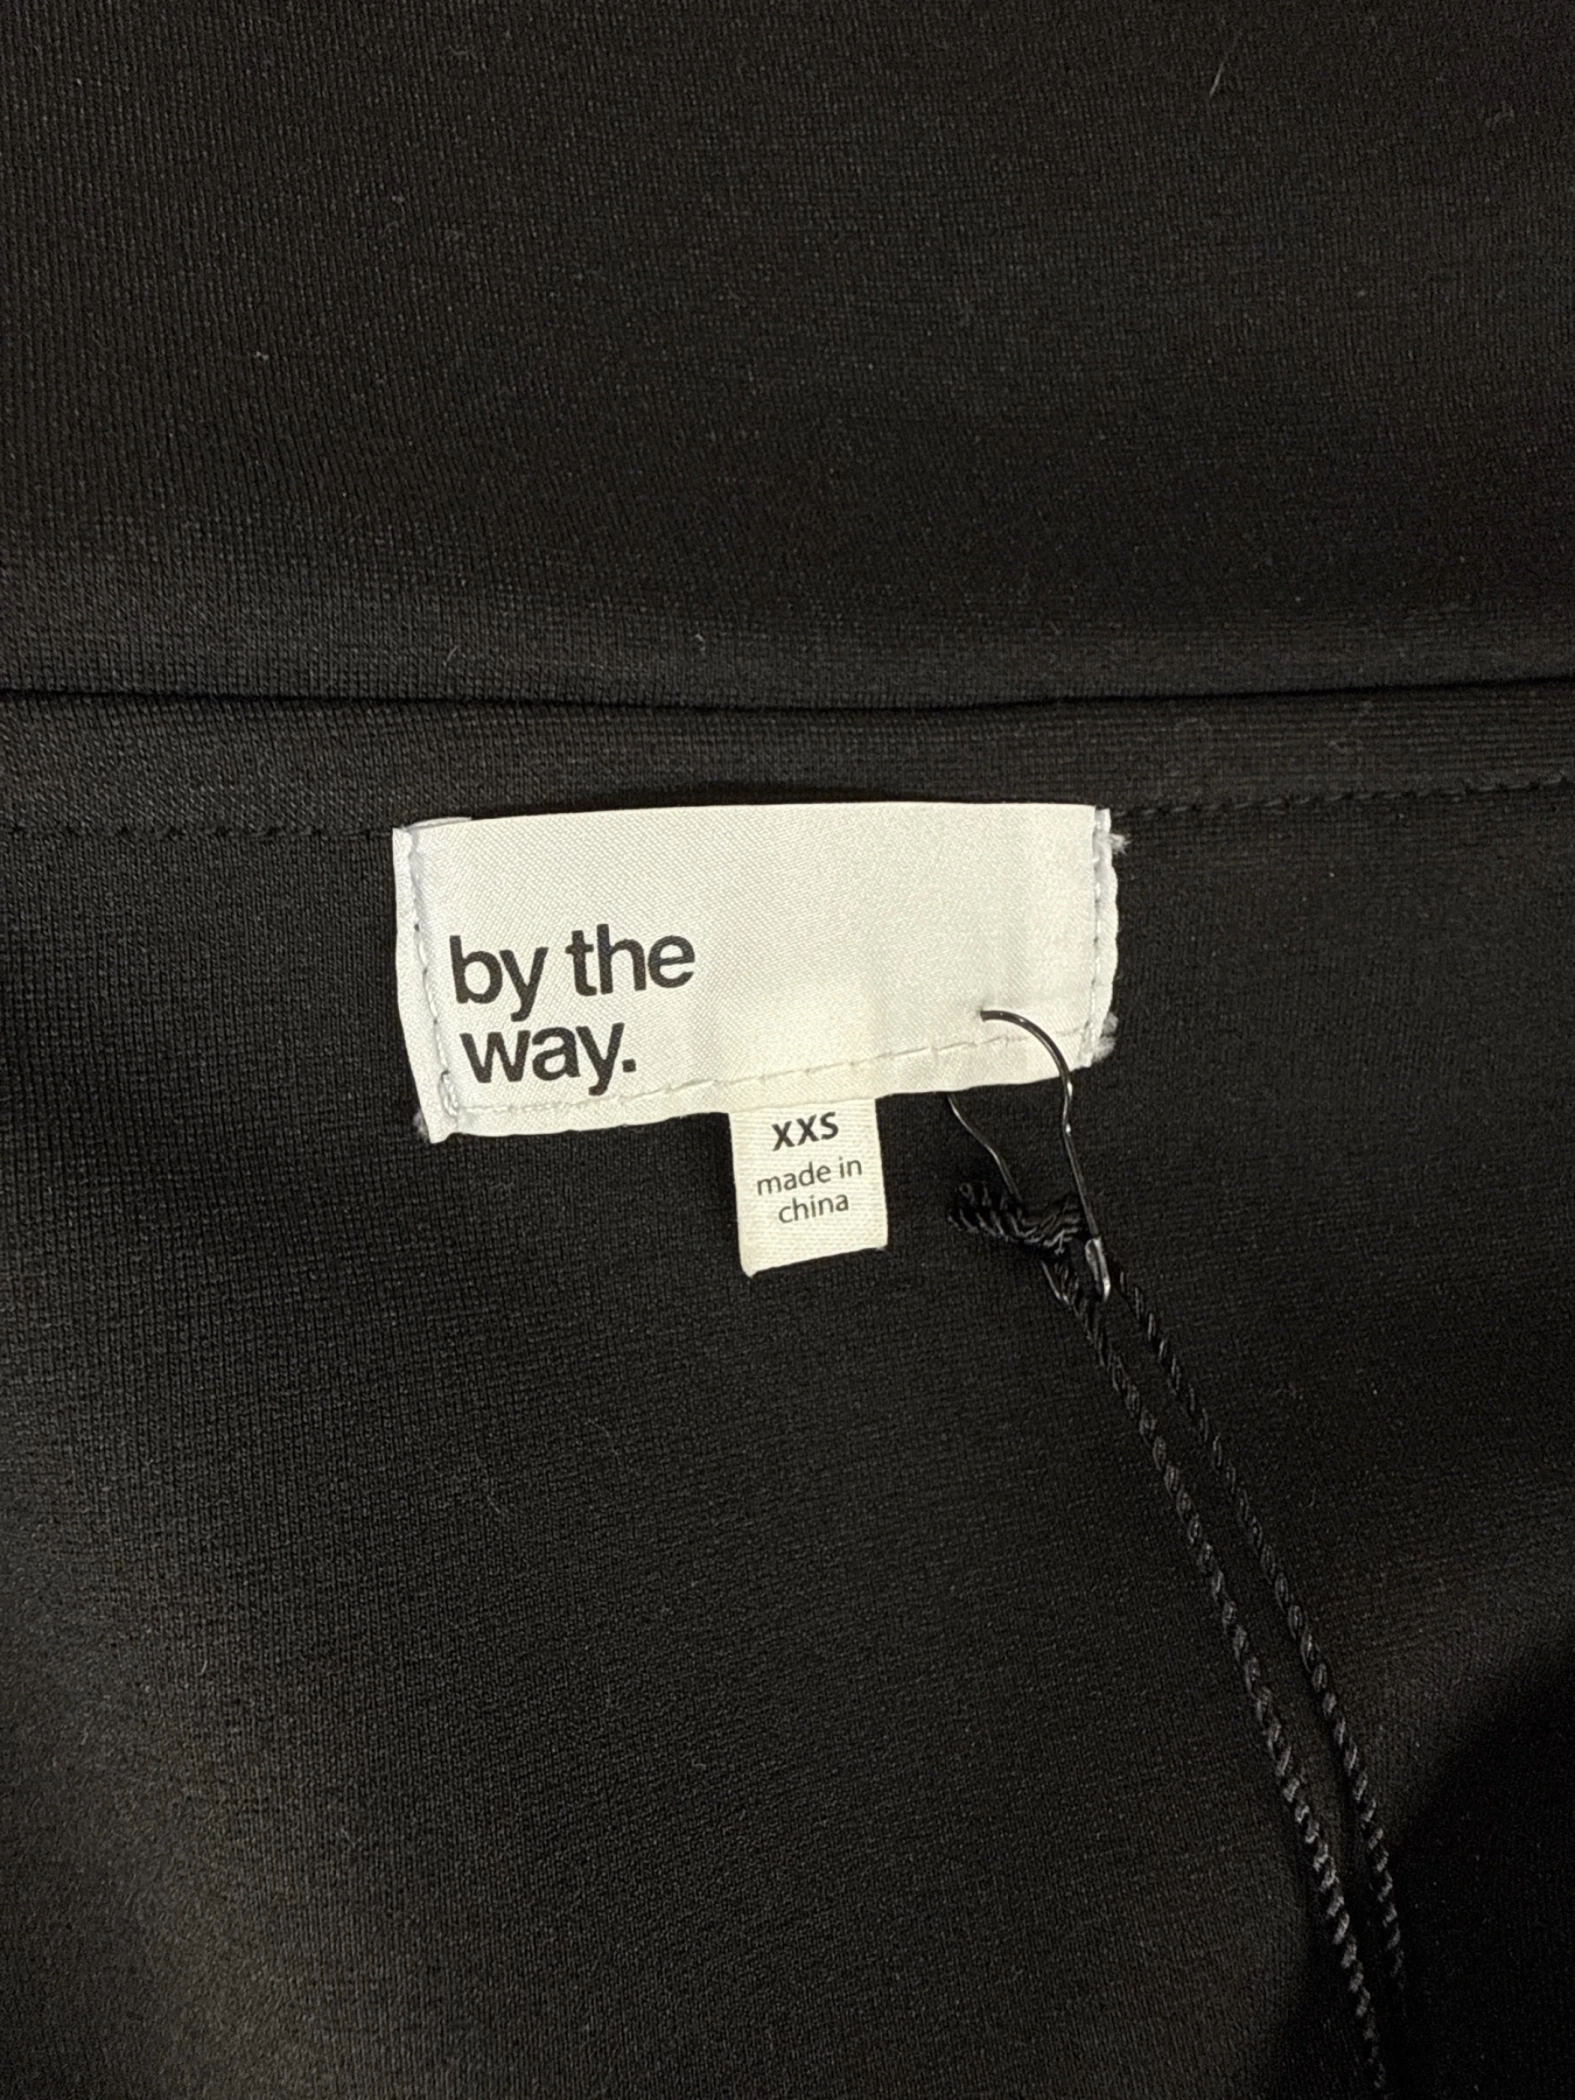 by the
way.
XXS
made in
china